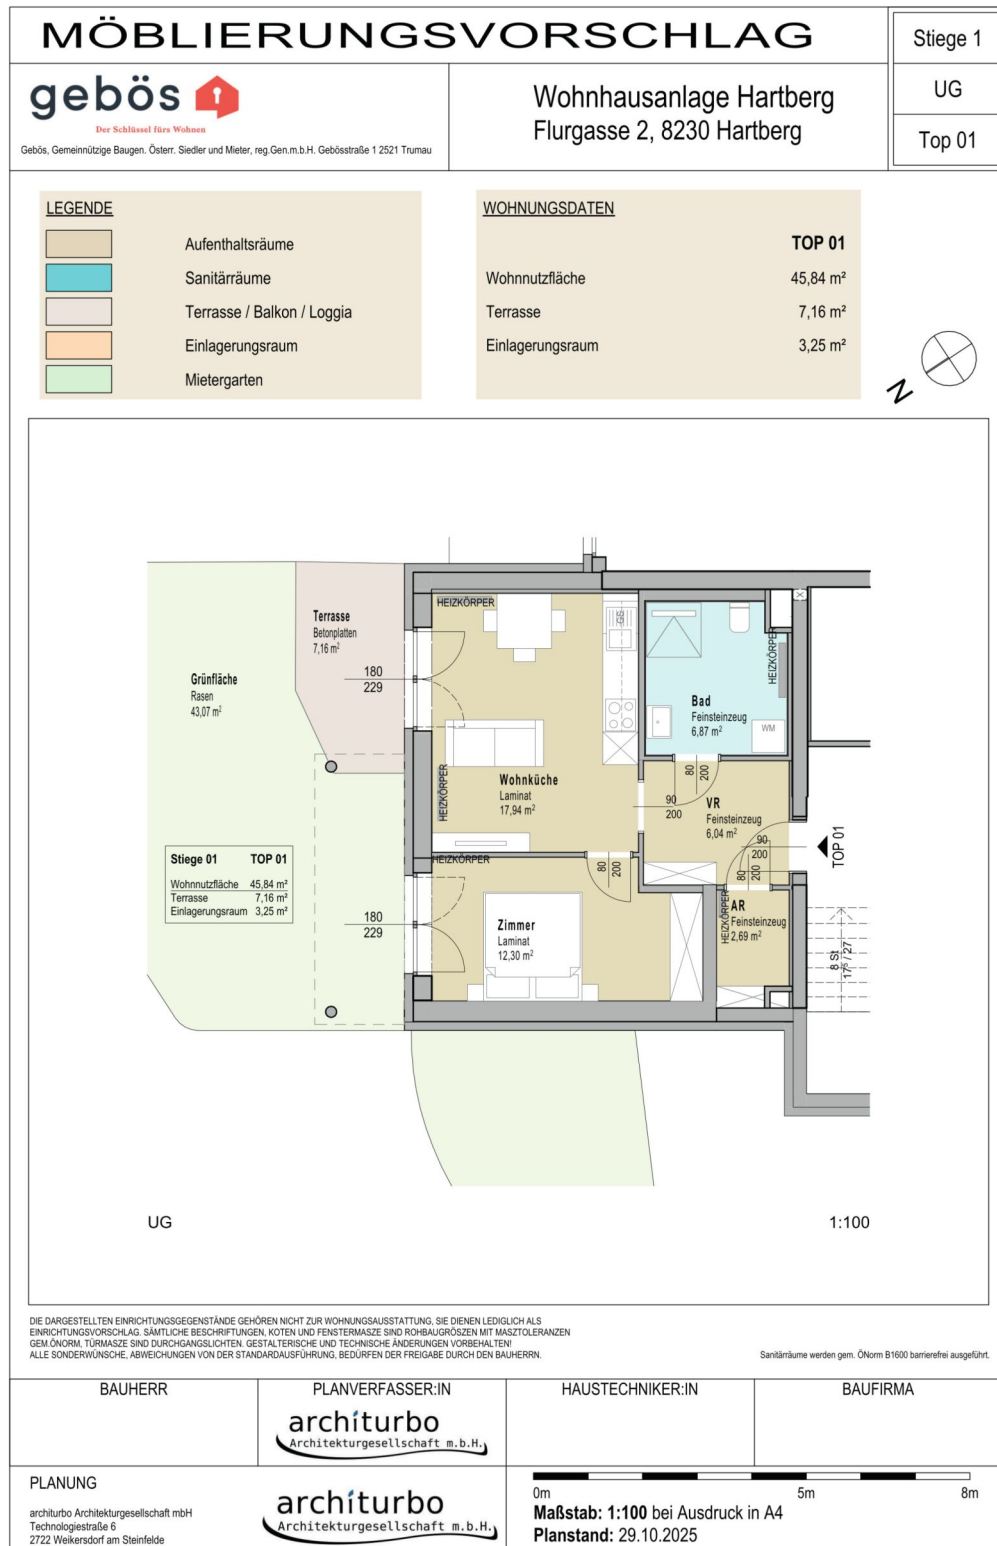 MÖBLIERUNGSVORSCHLAG
Stiege 1
UG
Top 01
gebös
Der Schlüssel fürs Wohnen
Gebös, Gemeinnützige Baugen. Österr. Siedler und Mieter, reg.Gen.m.b.H. Gebösstraße 1 2521 Trumau
Wohnhausanlage Hartberg
Flurgasse 2, 8230 Hartberg
LEGENDE
Aufenthaltsräume
Sanitärräume
Terrasse / Balkon / Loggia
Einlagerungsraum
Mietergarten
WOHNUNGSDATEN
TOP 01
Wohnnutzfläche 45,84 m²
Terrasse 7,16 m²
Einlagerungsraum 3,25 m²
N
Terrasse
Betonplatten
7,16 m²
Grünfläche
Rasen
43,07 m²
180
229
HEIZKÖRPER
GS
HEIZKÖRPER
Bad
Feinsteinzeug
6,87 m²
WM
HEIZKÖRPER
Wohnküche
Laminat
17,94 m²
80
200
90
200
VR
Feinsteinzeug
6,04 m²
90
200
TOP 01
Stiege 01 TOP 01
Wohnnutzfläche 45,84 m²
Terrasse 7,16 m²
Einlagerungsraum 3,25 m²
HEIZKÖRPER
80
200
80
200
180
229
Zimmer
Laminat
12,30 m²
HEIZKÖRPER
AR
Feinsteinzeug
2,69 m²
8 St
17⁵ / 27
UG
1:100
DIE DARGESTELLTEN EINRICHTUNGSGEGENSTÄNDE GEHÖREN NICHT ZUR WOHNUNGSAUSSTATTUNG, SIE DIENEN LEDIGLICH ALS
EINRICHTUNGSVORSCHLAG. SÄMTLICHE BESCHRIFTUNGEN, KOTEN UND FENSTERMASZE SIND ROHBAUGRÖSZEN MIT MASZTOLERANZEN
GEM.ÖNORM, TÜRMASZE SIND DURCHGANGSLICHTEN. GESTALTERISCHE UND TECHNISCHE ÄNDERUNGEN VORBEHALTEN!
ALLE SONDERWÜNSCHE, ABWEICHUNGEN VON DER STANDARDAUSFÜHRUNG, BEDÜRFEN DER FREIGABE DURCH DEN BAUHERRN.
Sanitärräume werden gem. ÖNorm B1600 barrierefrei ausgeführt.
BAUHERR
PLANVERFASSER:IN
HAUSTECHNIKER:IN
BAUFIRMA
architurbo
Architekturgesellschaft m.b.H.
PLANUNG
architurbo Architekturgesellschaft mbH
Technologiestraße 6
2722 Weikersdorf am Steinfelde
architurbo
Architekturgesellschaft m.b.H.
0m 5m 8m
Maßstab: 1:100 bei Ausdruck in A4
Planstand: 29.10.2025